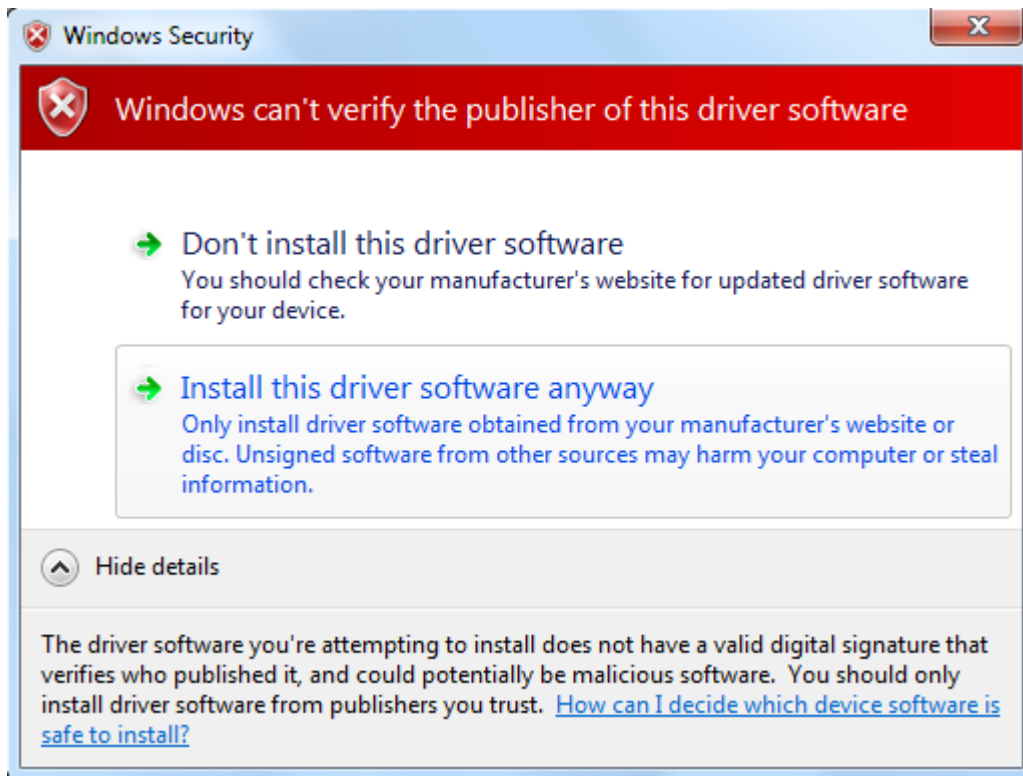 Windows Security
Windows can't verify the publisher of this driver software
Don't install this driver software
You should check your manufacturer's website for updated driver software
for your device.
Install this driver software anyway
Only install driver software obtained from your manufacturer's website or
disc. Unsigned software from other sources may harm your computer or steal
information.
Hide details
The driver software you're attempting to install does not have a valid digital signature that
verifies who published it, and could potentially be malicious software.  You should only
install driver software from publishers you trust.  How can I decide which device software is
safe to install?